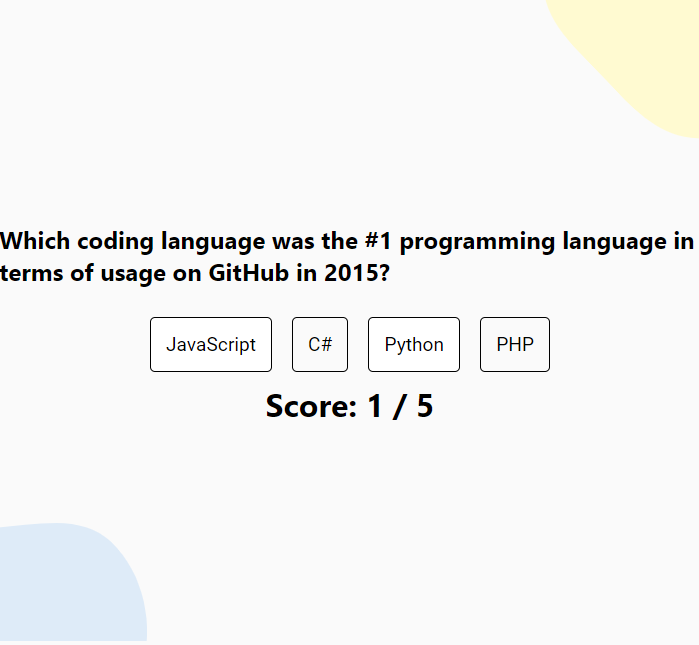 Which coding language was the #1 programming language in
terms of usage on GitHub in 2015?
JavaScript C# Python PHP
Score: 1 / 5